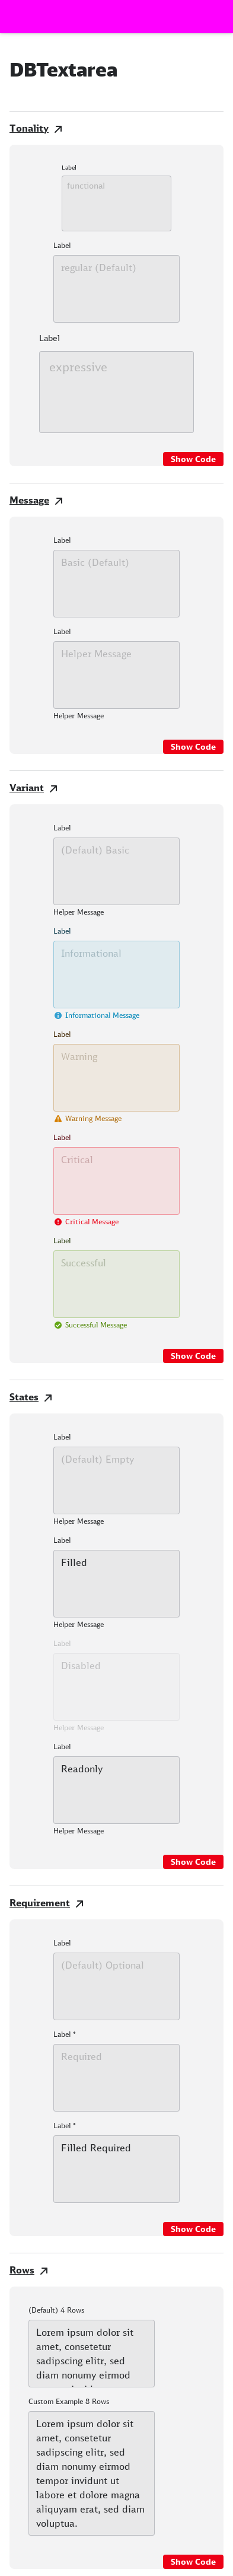 DBTextarea
Tonality
Label
functional
Label
regular (Default)
Label
expressive
Show Code
Message
Label
Basic (Default)
Label
Helper Message
Helper Message
Show Code
Variant
Label
(Default) Basic
Helper Message
Label
Informational
Informational Message
Label
Warning
Warning Message
Label
Critical
Critical Message
Label
Successful
Successful Message
Show Code
States
Label
(Default) Empty
Helper Message
Label
Filled
Helper Message
Label
Disabled
Helper Message
Label
Readonly
Helper Message
Show Code
Requirement
Label
(Default) Optional
Label *
Required
Label *
Filled Required
Show Code
Rows
(Default) 4 Rows
Lorem ipsum dolor sit
amet, consetetur
sadipscing elitr, sed
diam nonumy eirmod
Custom Example 8 Rows
Lorem ipsum dolor sit
amet, consetetur
sadipscing elitr, sed
diam nonumy eirmod
tempor invidunt ut
labore et dolore magna
aliquyam erat, sed diam
voluptua.
Show Code